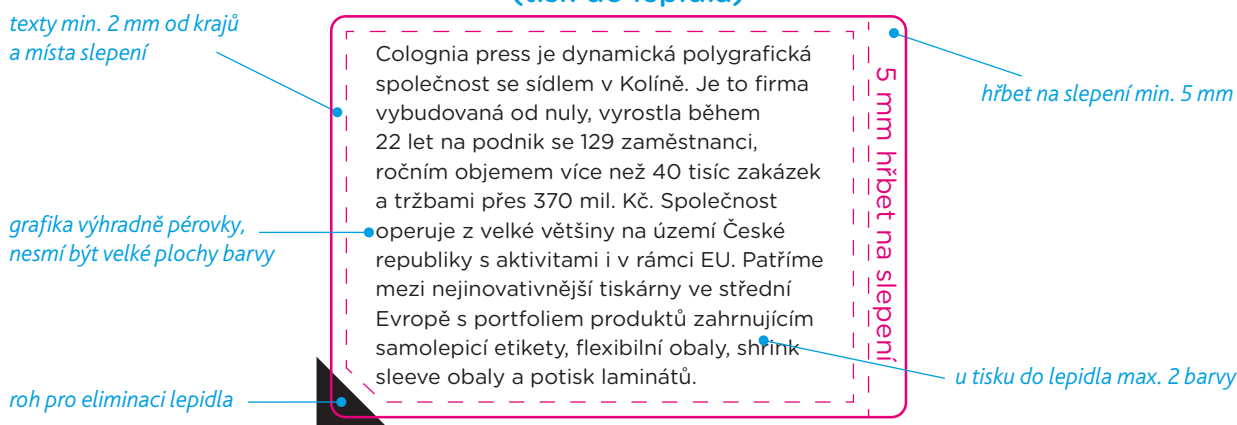 (tisk do lepidla)
texty min. 2 mm od krajů
a místa slepení
Colognia press je dynamická polygrafická
společnost se sídlem v Kolíně. Je to firma
vybudovaná od nuly, vyrostla během
22 let na podnik se 129 zaměstnanci,
ročním objemem více než 40 tisíc zakázek
a tržbami přes 370 mil. Kč. Společnost
operuje z velké většiny na území České
republiky s aktivitami i v rámci EU. Patříme
mezi nejinovativnější tiskárny ve střední
Evropě s portfoliem produktů zahrnujícím
samolepicí etikety, flexibilní obaly, shrink
sleeve obaly a potisk laminátů.
5 mm hřbet na slepení
hřbet na slepení min. 5 mm
grafika výhradně pérovky,
nesmí být velké plochy barvy
u tisku do lepidla max. 2 barvy
roh pro eliminaci lepidla